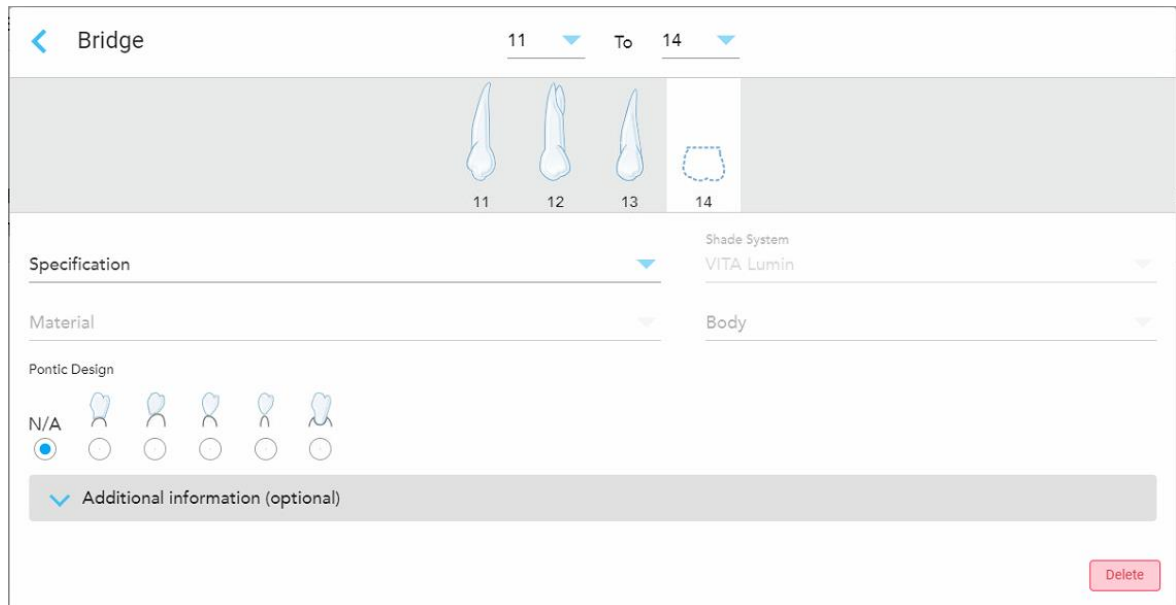 Bridge 11 To 14
11 12 13 14
Shade System
Specification VITA Lumin
Material Body
Pontic Design
N/A
Additional information (optional)
Delete